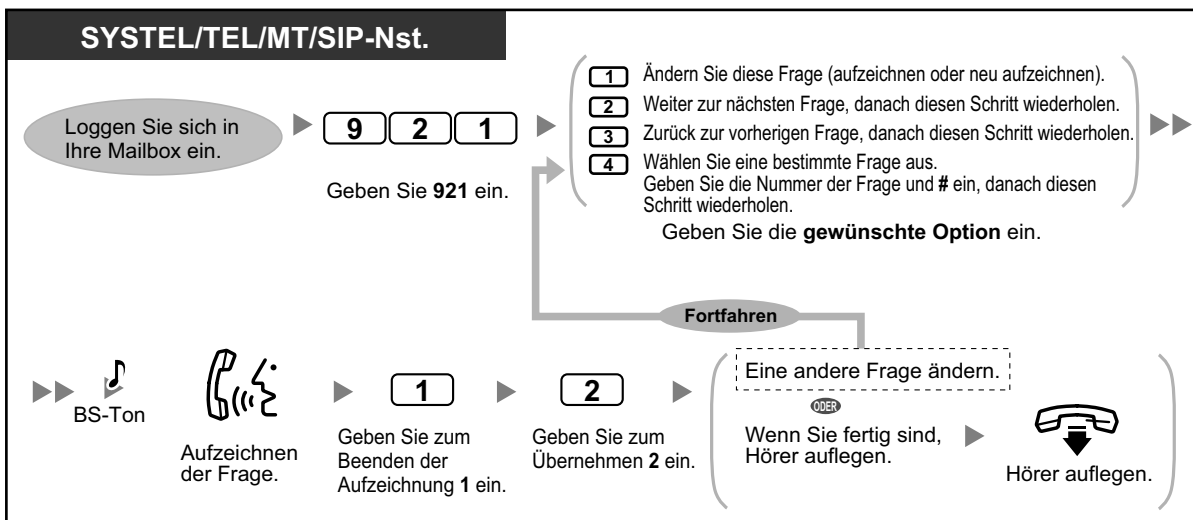 SYSTEL/TEL/MT/SIP-Nst.
Loggen Sie sich in
Ihre Mailbox ein.
9 2 1
Geben Sie 921 ein.
1 Ändern Sie diese Frage (aufzeichnen oder neu aufzeichnen).
2 Weiter zur nächsten Frage, danach diesen Schritt wiederholen.
3 Zurück zur vorherigen Frage, danach diesen Schritt wiederholen.
4 Wählen Sie eine bestimmte Frage aus.
Geben Sie die Nummer der Frage und # ein, danach diesen
Schritt wiederholen.
Geben Sie die gewünschte Option ein.
Fortfahren
BS-Ton
Aufzeichnen
der Frage.
1
Geben Sie zum
Beenden der
Aufzeichnung 1 ein.
2
Geben Sie zum
Übernehmen 2 ein.
Eine andere Frage ändern.
ODER
Wenn Sie fertig sind,
Hörer auflegen.
Hörer auflegen.